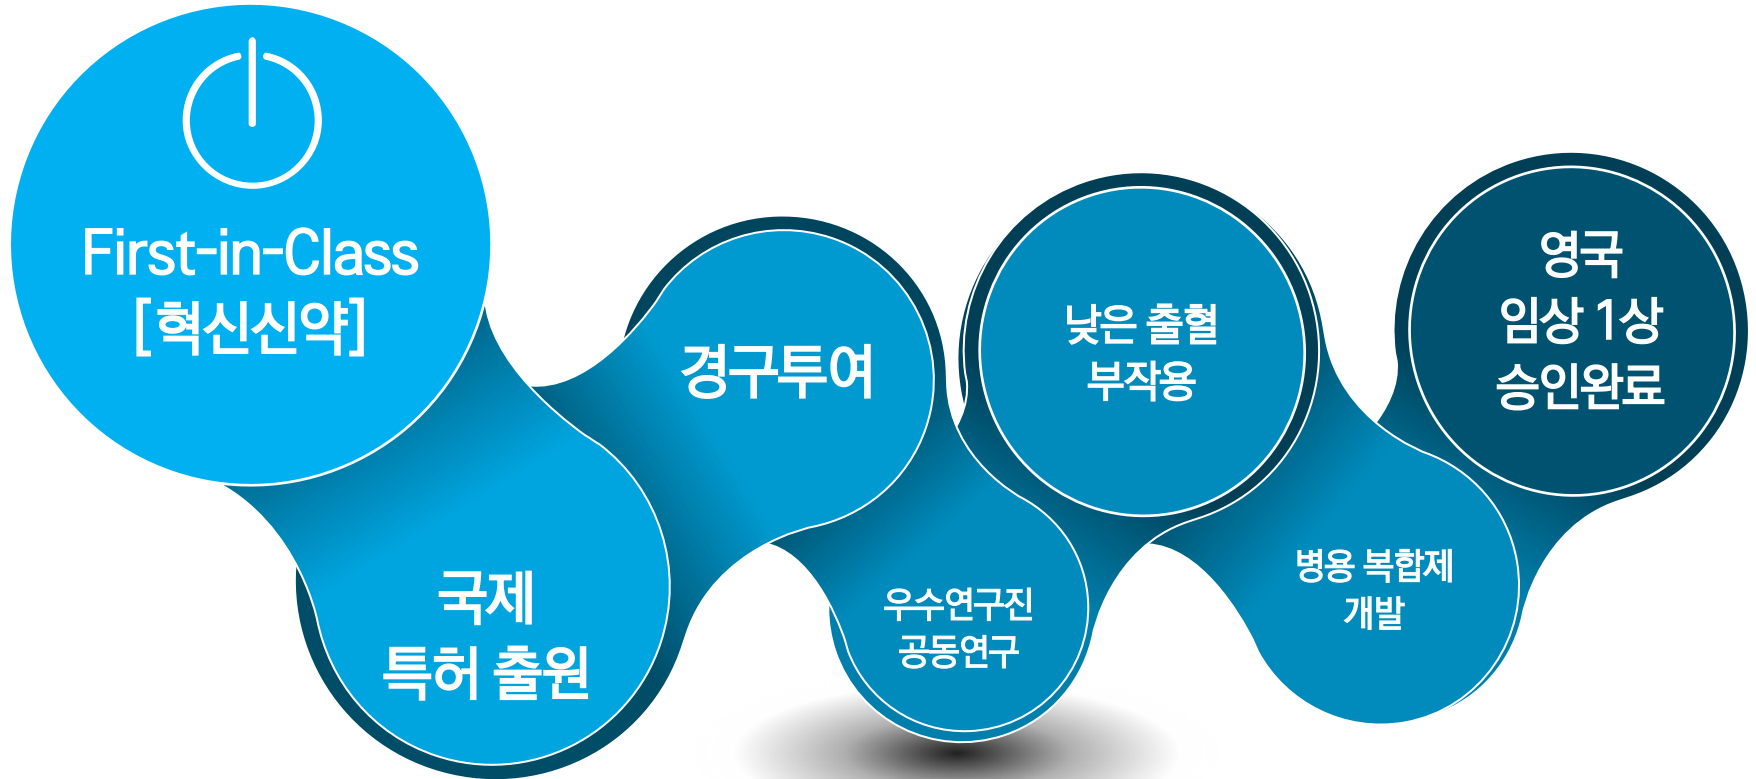 First-in-Class
[혁신신약]
국제
특허 출원
경구투여
우수연구진
공동연구
낮은 출혈
부작용
병용 복합제
개발
영국
임상 1상
승인완료